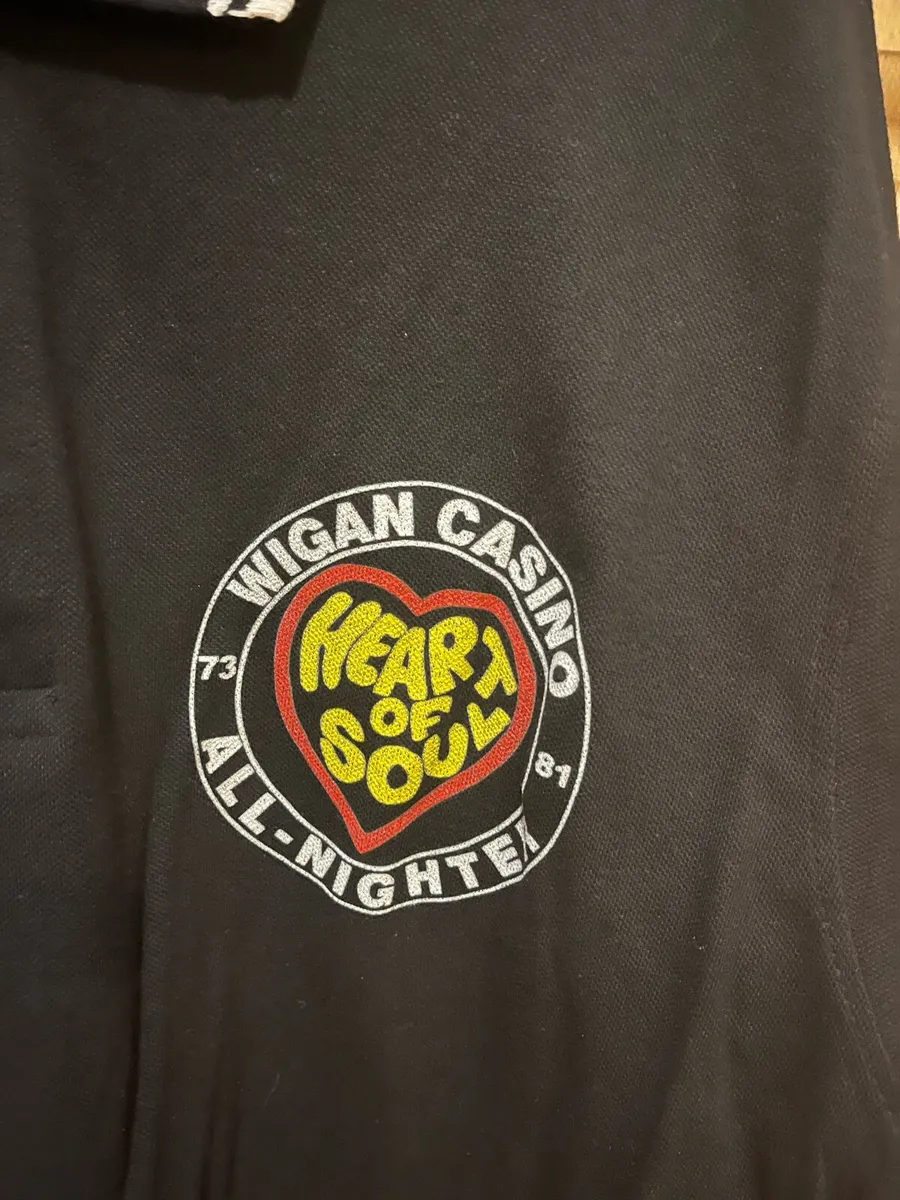 WIGAN CASINO
73
HEART
OF
SOUL
81
ALL-NIGHTER